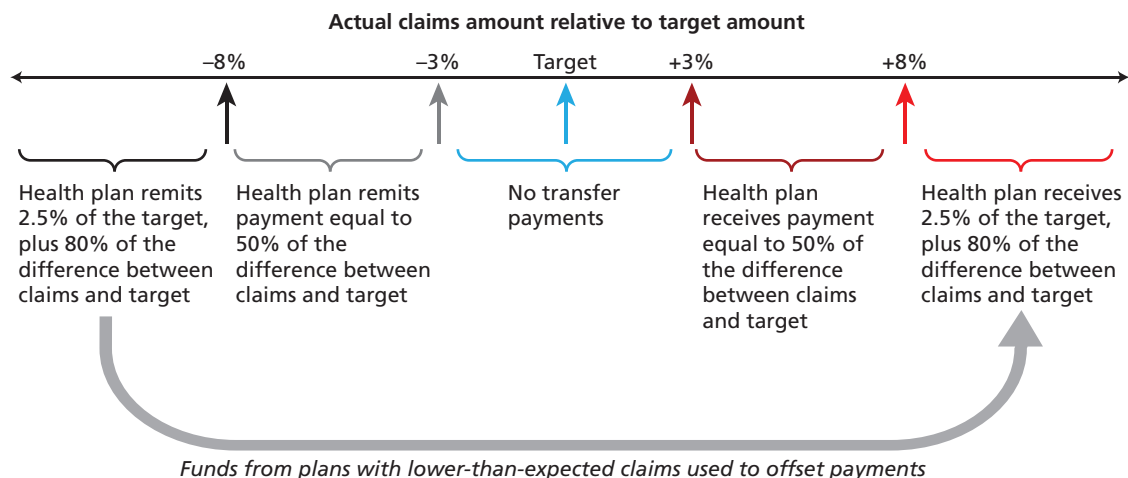 Actual claims amount relative to target amount
–8% –3% Target +3% +8%
Health plan remits
2.5% of the target,
plus 80% of the
difference between
claims and target
Health plan remits
payment equal to
50% of the
difference between
claims and target
No transfer
payments
Health plan
receives payment
equal to 50% of
the difference
between claims
and target
Health plan receives
2.5% of the target,
plus 80% of the
difference between
claims and target
Funds from plans with lower-than-expected claims used to offset payments